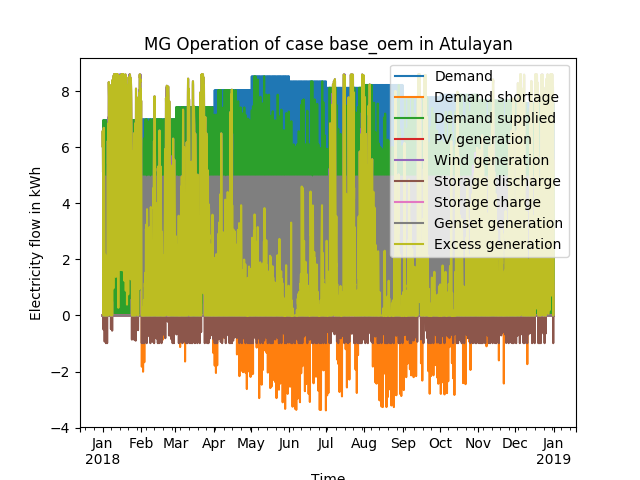 MG Operation of case base_oem in Atulayan
Electricity flow in kWh
8
6
4
2
0
−2
−4
Demand
Demand shortage
Demand supplied
PV generation
Wind generation
Storage discharge
Storage charge
Genset generation
Excess generation
Jan Feb Mar Apr May Jun Jul Aug Sep Oct Nov Dec Jan
2018 2019
Time